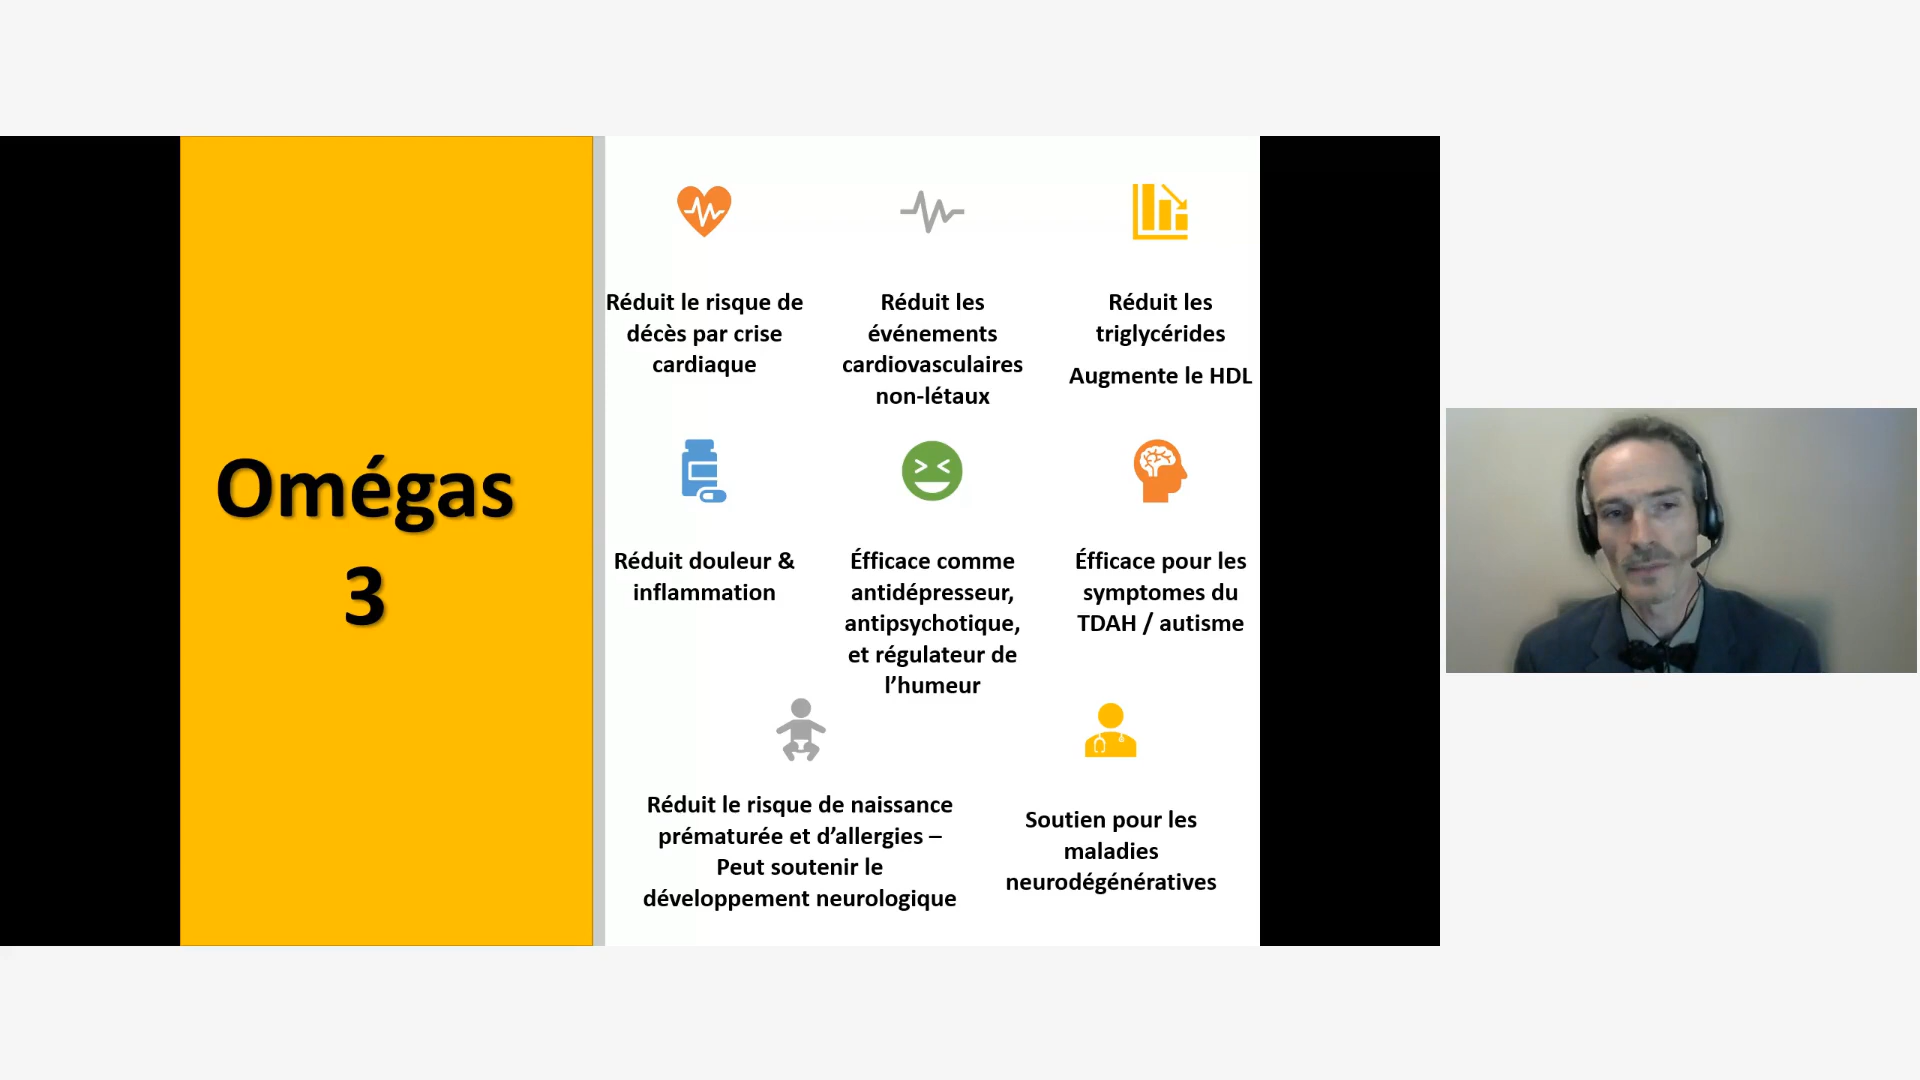 Omégas
3
Réduit le risque de
décès par crise
cardiaque
Réduit les
événements
cardiovasculaires
non-létaux
Réduit les
triglycérides
Augmente le HDL
Réduit douleur &
inflammation
Éfficace comme
antidépresseur,
antipsychotique,
et régulateur de
l’humeur
Éfficace pour les
symptomes du
TDAH / autisme
Réduit le risque de naissance
prématurée et d’allergies –
Peut soutenir le
développement neurologique
Soutien pour les
maladies
neurodégénératives